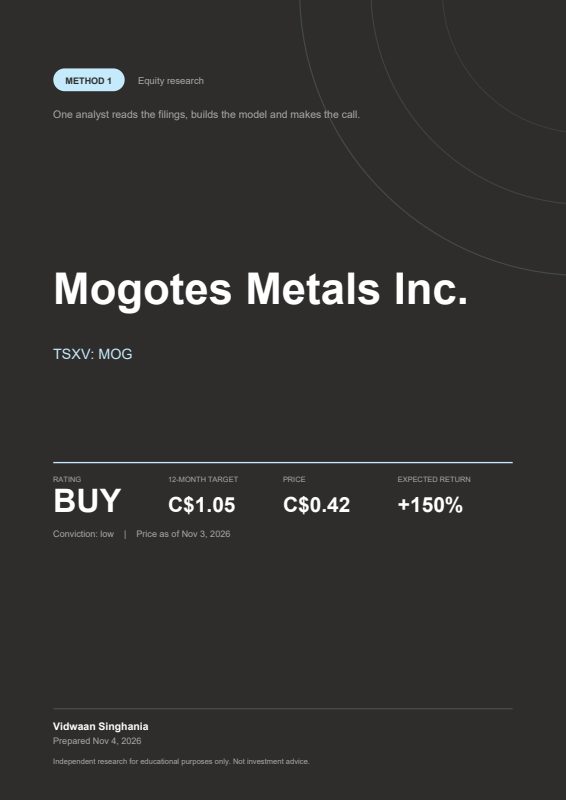 METHOD 1 Equity research
One analyst reads the filings, builds the model and makes the call.
Mogotes Metals Inc.
TSXV: MOG
RATING 12-MONTH TARGET PRICE EXPECTED RETURN
BUY C$1.05 C$0.42 +150%
Conviction: low | Price as of Nov 3, 2026
Vidwaan Singhania
Prepared Nov 4, 2026
Independent research for educational purposes only. Not investment advice.